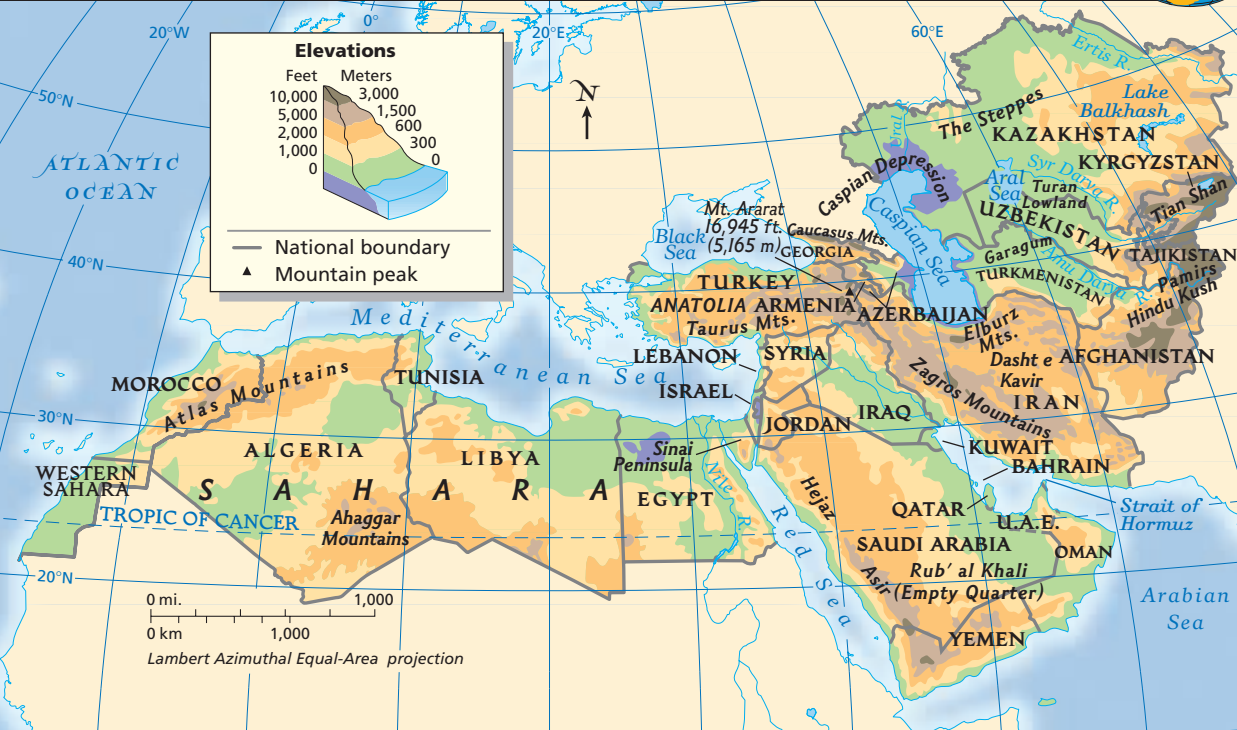 20°W
0°
20°E
60°E
50°N
40°N
30°N
20°N
Elevations
Feet
Meters
10,000
5,000
2,000
1,000
0
3,000
1,500
600
300
0
National boundary
Mountain peak
N
ATLANTIC
OCEAN
Ertis R.
Lake
Balkhash
The Steppes
KAZAKHSTAN
Ural
KYRGYZSTAN
Caspian Depression
Syr Darya R.
Aral
Sea
Turan
Lowland
Tian Shan
UZBEKISTAN
Mt. Ararat
16,945 ft.
(5,165 m)
Caucasus Mts.
GEORGIA
Black
Sea
Caspian Sea
Garagum
TURKMENISTAN
Amu Darya R.
TAJIKISTAN
Pamirs
Hindu Kush
TURKEY
ANATOLIA
ARMENIA
AZERBAIJAN
Taurus Mts.
Elburz
Mts.
Mediterranean Sea
LEBANON
SYRIA
Dasht e
Kavir
AFGHANISTAN
ISRAEL
IRAN
Zagros Mountains
MOROCCO
Atlas Mountains
TUNISIA
JORDAN
IRAQ
ALGERIA
LIBYA
Sinai
Peninsula
KUWAIT
BAHRAIN
WESTERN
SAHARA
SAHARA
EGYPT
Nile R.
Hejaz
QATAR
Strait of
Hormuz
TROPIC OF CANCER
Ahaggar
Mountains
Red Sea
U.A.E.
SAUDI ARABIA
OMAN
Rub' al Khali
(Empty Quarter)
Asir
Arabian
Sea
YEMEN
0 mi.
1,000
0 km
1,000
Lambert Azimuthal Equal-Area projection